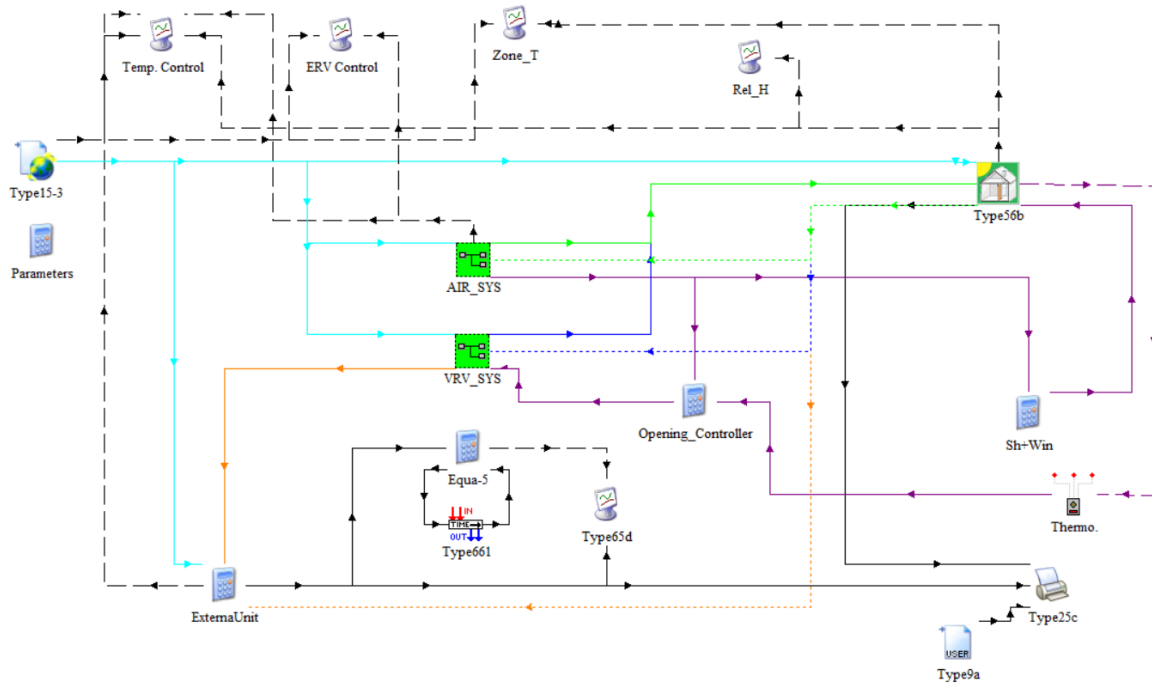 Temp. Control
ERV Control
Zone_T
Rel_H
Type15-3
Type56b
Parameters
AIR_SYS
VRV_SYS
Opening_Controller
Sh+Win
Equa-5
IN
TIME
OUT
Type661
Type65d
Thermo.
ExternaUnit
Type25c
USER
Type9a